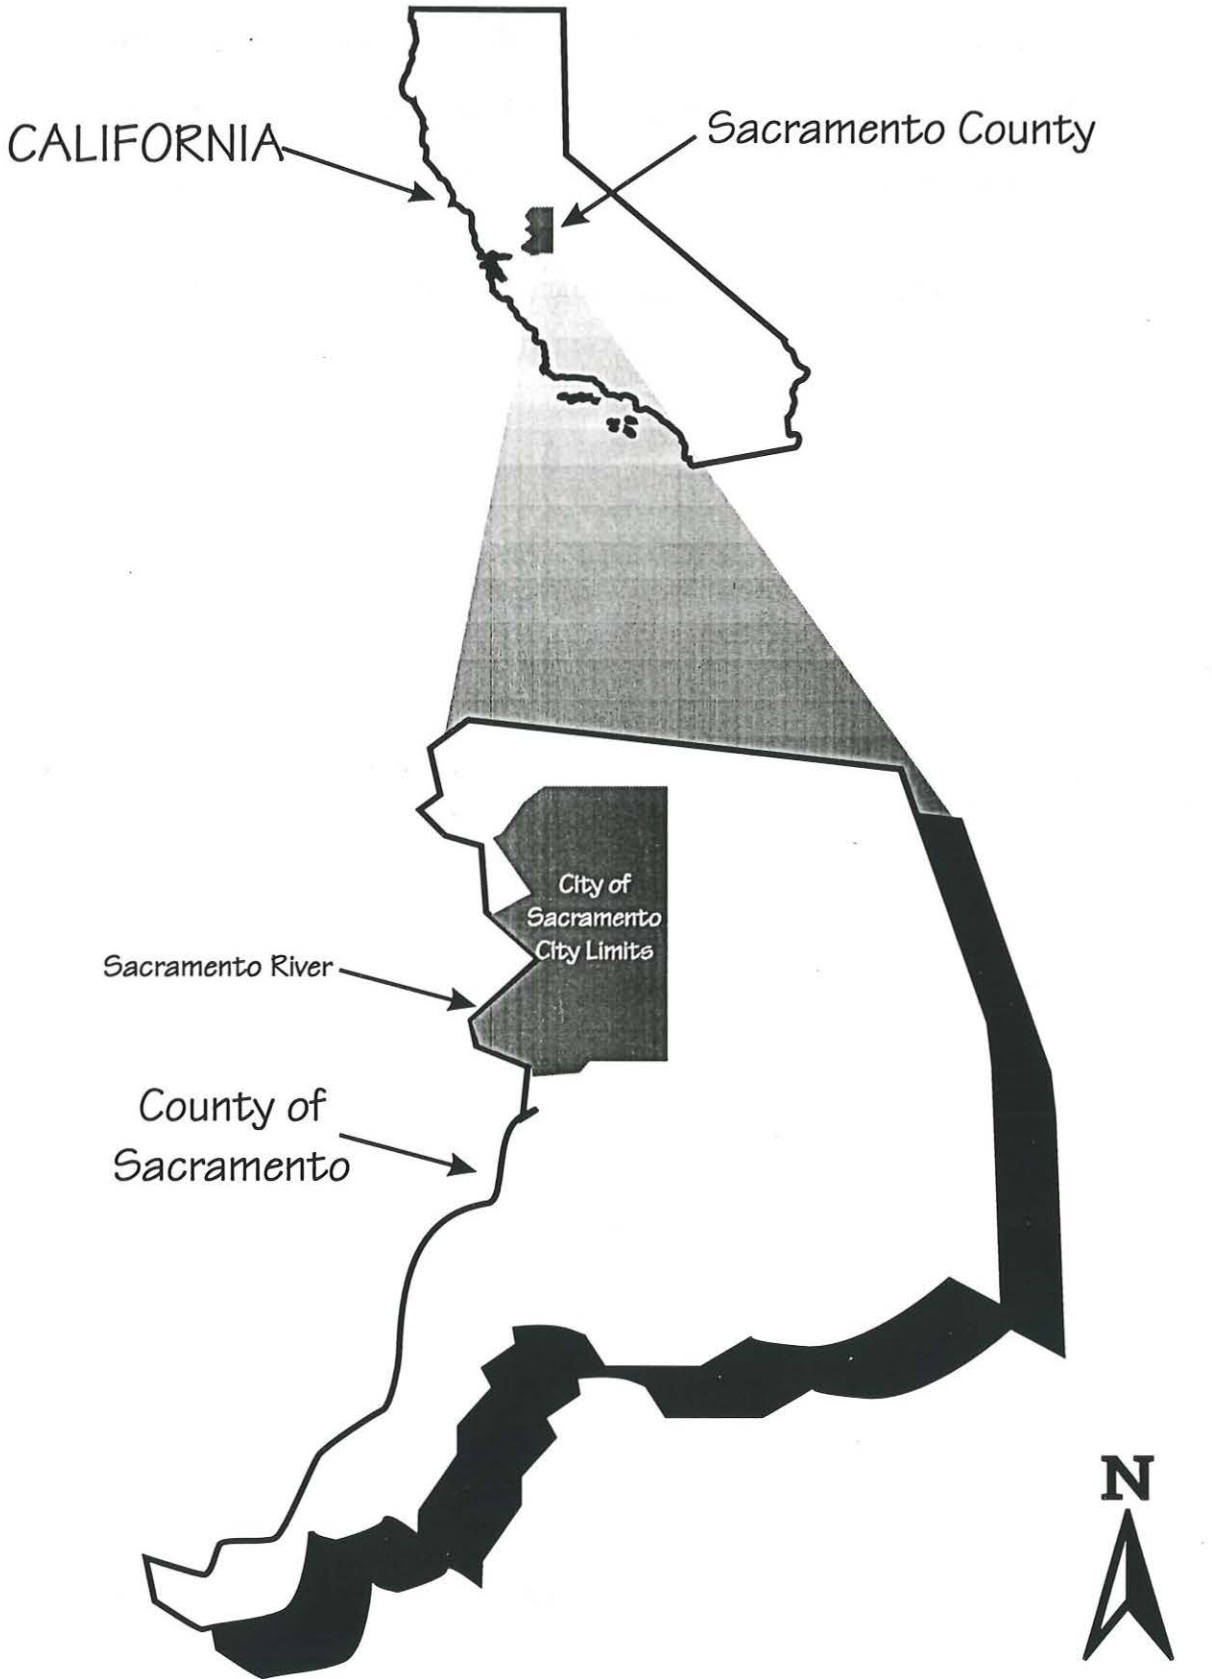 CALIFORNIA
Sacramento County
City of
Sacramento
City Limits
Sacramento River
County of
Sacramento
N